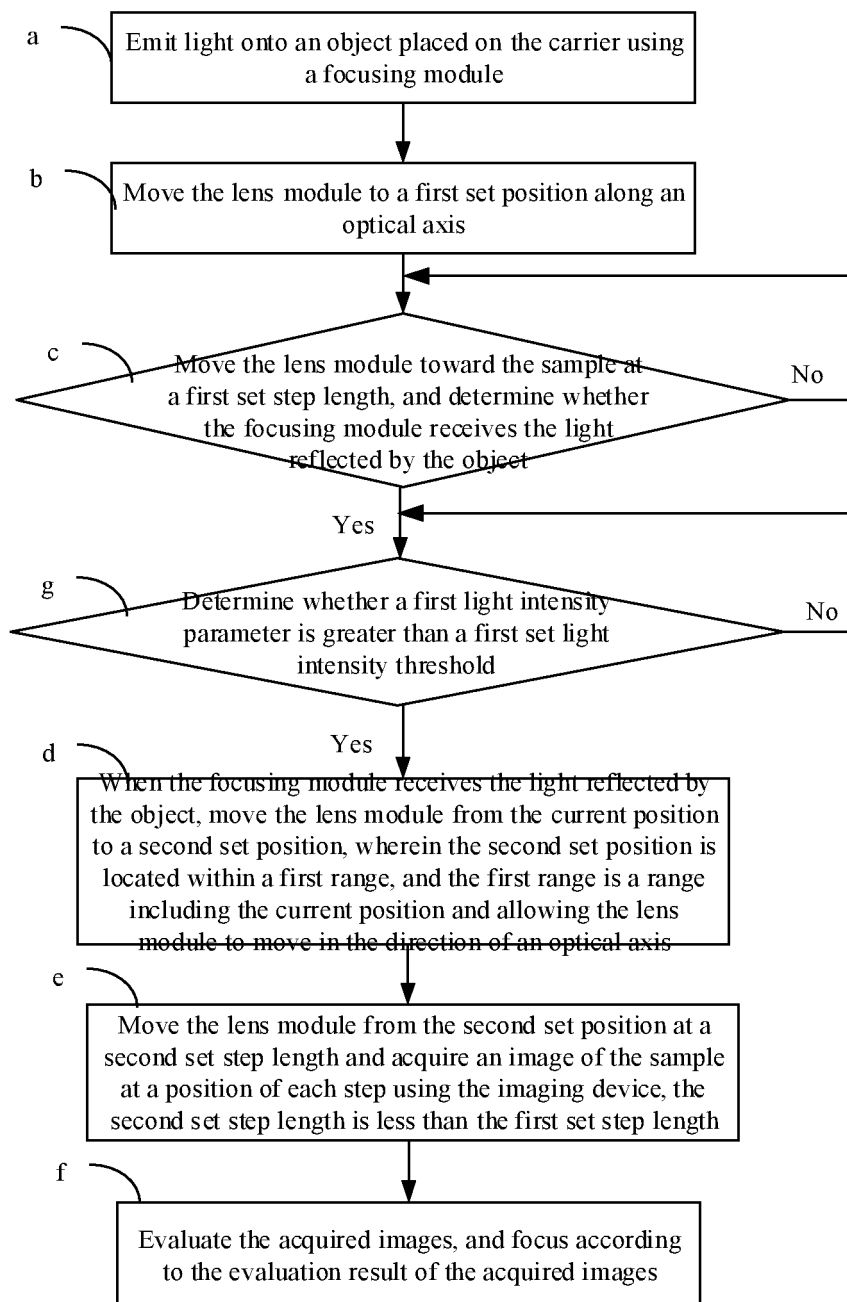 a
Emit light onto an object placed on the carrier using
a focusing module
b
Move the lens module to a first set position along an
optical axis
c
Move the lens module toward the sample at
a first set step length, and determine whether
the focusing module receives the light
reflected by the object
No
Yes
g
Determine whether a first light intensity
parameter is greater than a first set light
intensity threshold
No
Yes
d
When the focusing module receives the light reflected by
the object, move the lens module from the current position
to a second set position, wherein the second set position is
located within a first range, and the first range is a range
including the current position and allowing the lens
module to move in the direction of an optical axis
e
Move the lens module from the second set position at a
second set step length and acquire an image of the sample
at a position of each step using the imaging device, the
second set step length is less than the first set step length
f
Evaluate the acquired images, and focus according
to the evaluation result of the acquired images